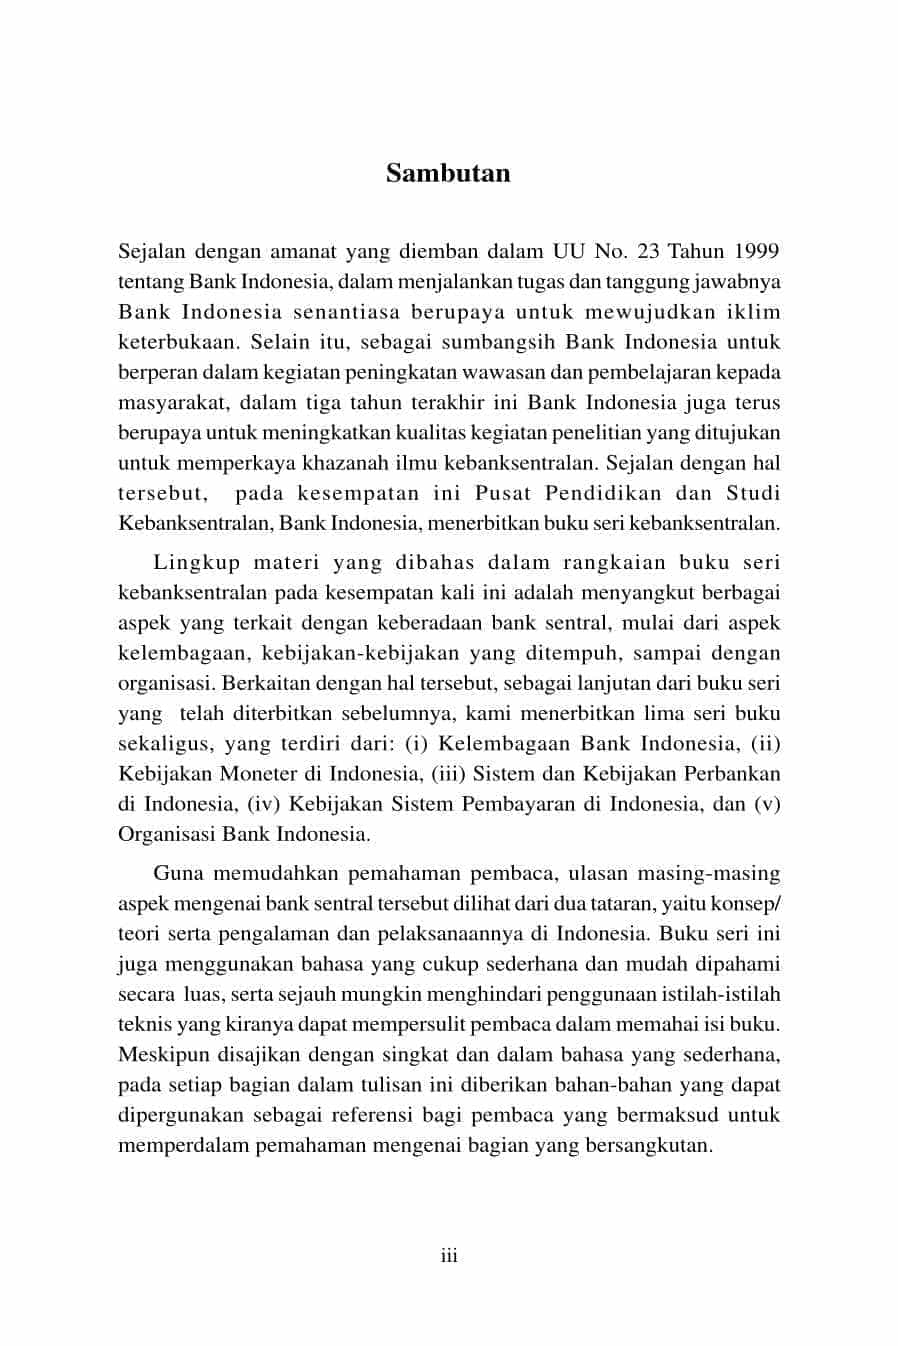 Sambutan
Sejalan dengan amanat yang diemban dalam UU No. 23 Tahun 1999
tentang Bank Indonesia, dalam menjalankan tugas dan tanggung jawabnya
Bank Indonesia senantiasa berupaya untuk mewujudkan iklim
keterbukaan. Selain itu, sebagai sumbangsih Bank Indonesia untuk
berperan dalam kegiatan peningkatan wawasan dan pembelajaran kepada
masyarakat, dalam tiga tahun terakhir ini Bank Indonesia juga terus
berupaya untuk meningkatkan kualitas kegiatan penelitian yang ditujukan
untuk memperkaya khazanah ilmu kebanksentralan. Sejalan dengan hal
tersebut, pada kesempatan ini Pusat Pendidikan dan Studi
Kebanksentralan, Bank Indonesia, menerbitkan buku seri kebanksentralan.
Lingkup materi yang dibahas dalam rangkaian buku seri
kebanksentralan pada kesempatan kali ini adalah menyangkut berbagai
aspek yang terkait dengan keberadaan bank sentral, mulai dari aspek
kelembagaan, kebijakan-kebijakan yang ditempuh, sampai dengan
organisasi. Berkaitan dengan hal tersebut, sebagai lanjutan dari buku seri
yang telah diterbitkan sebelumnya, kami menerbitkan lima seri buku
sekaligus, yang terdiri dari: (i) Kelembagaan Bank Indonesia, (ii)
Kebijakan Moneter di Indonesia, (iii) Sistem dan Kebijakan Perbankan
di Indonesia, (iv) Kebijakan Sistem Pembayaran di Indonesia, dan (v)
Organisasi Bank Indonesia.
Guna memudahkan pemahaman pembaca, ulasan masing-masing
aspek mengenai bank sentral tersebut dilihat dari dua tataran, yaitu konsep/
teori serta pengalaman dan pelaksanaannya di Indonesia. Buku seri ini
juga menggunakan bahasa yang cukup sederhana dan mudah dipahami
secara luas, serta sejauh mungkin menghindari penggunaan istilah-istilah
teknis yang kiranya dapat mempersulit pembaca dalam memahai isi buku.
Meskipun disajikan dengan singkat dan dalam bahasa yang sederhana,
pada setiap bagian dalam tulisan ini diberikan bahan-bahan yang dapat
dipergunakan sebagai referensi bagi pembaca yang bermaksud untuk
memperdalam pemahaman mengenai bagian yang bersangkutan.
iii